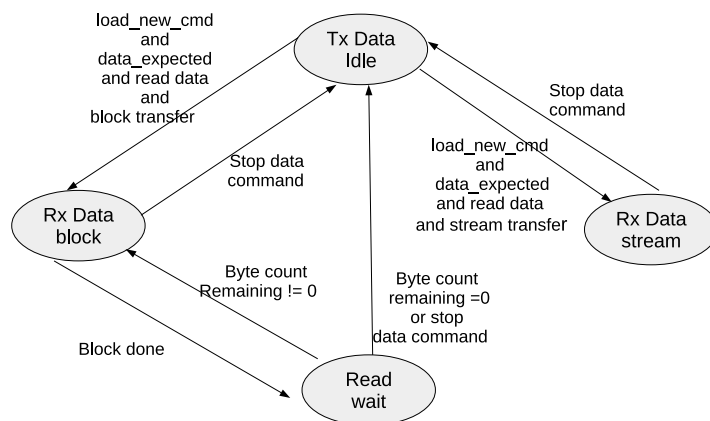 load_new_cmd
and
data_expected
and read data
and
block transfer
Tx Data
Idle
Stop data
command
Stop data
command
load_new_cmd
and
data_expected
and read data
and stream transfer
Rx Data
block
Rx Data
stream
Byte count
Remaining != 0
Byte count
remaining =0
or stop
data command
Block done
Read
wait